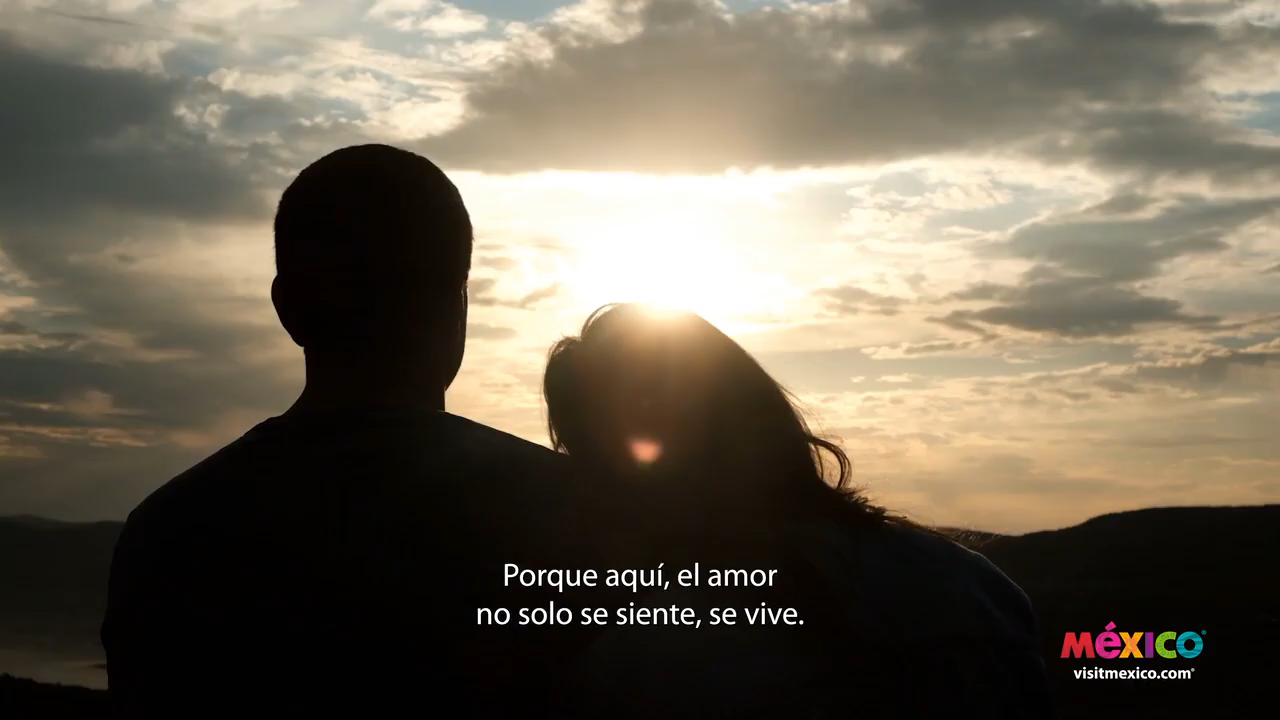 Porque aquí, el amor
no solo se siente, se vive.
MéXICO®
visitmexico.com®